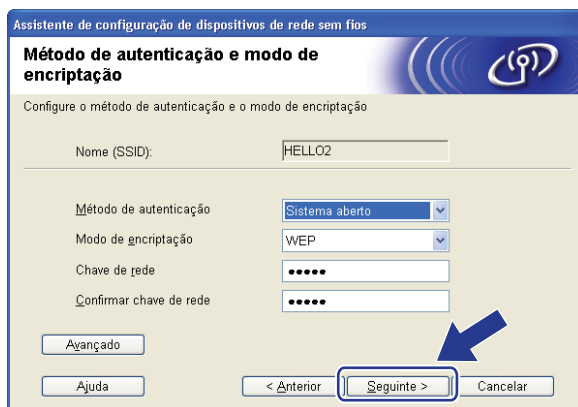 Assistente de configuração de dispositivos de rede sem fios
Método de autenticação e modo de
encriptação
Configure o método de autenticação e o modo de encriptação
Nome (SSID): HELLO2
Método de autenticação Sistema aberto
Modo de encriptação WEP
Chave de rede •••••
Confirmar chave de rede •••••
Avançado
Ajuda < Anterior Seguinte > Cancelar